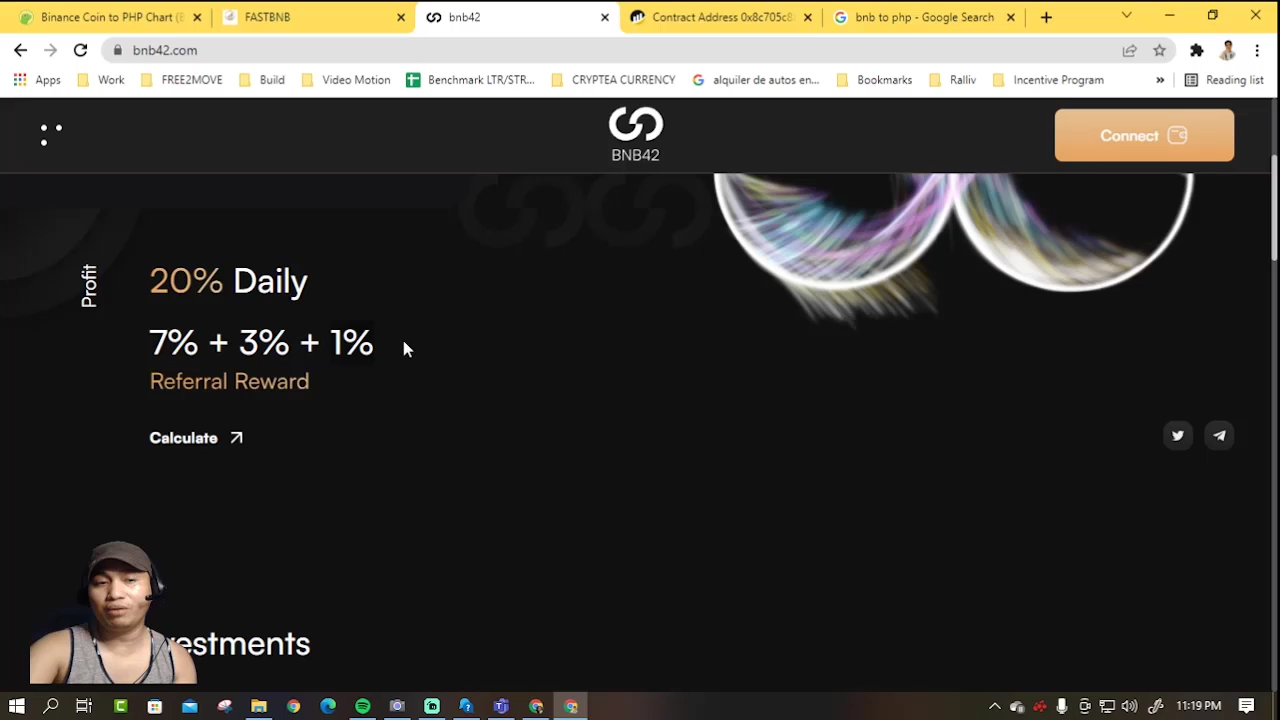 Binance Coin to PHP Chart (B
FASTBNB
bnb42
Contract Address 0x8c705c8
bnb to php - Google Search
bnb42.com
Apps
Work
FREE2MOVE
Build
Video Motion
Benchmark LTR/STR...
CRYPTEA CURRENCY
alquiler de autos en...
Bookmarks
Ralliv
Incentive Program
»
Reading list
BNB42
Connect
Profit
20% Daily
7% + 3% + 1%
Referral Reward
Calculate
estments
11:19 PM